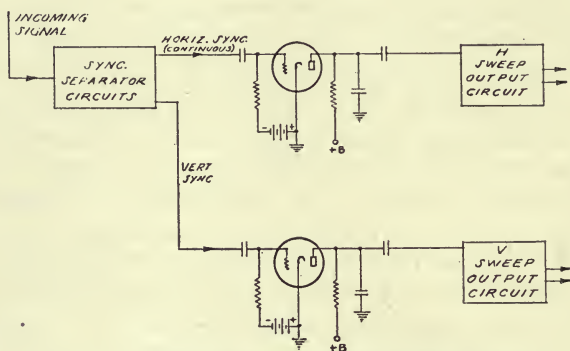 INCOMING
SIGNAL
HORIZ. SYNC.
(CONTINUOUS)
SYNC.
SEPARATOR
CIRCUITS
- +
+B
H
SWEEP
OUTPUT
CIRCUIT
VERT
SYNC
- +
+B
V
SWEEP
OUTPUT
CIRCUIT